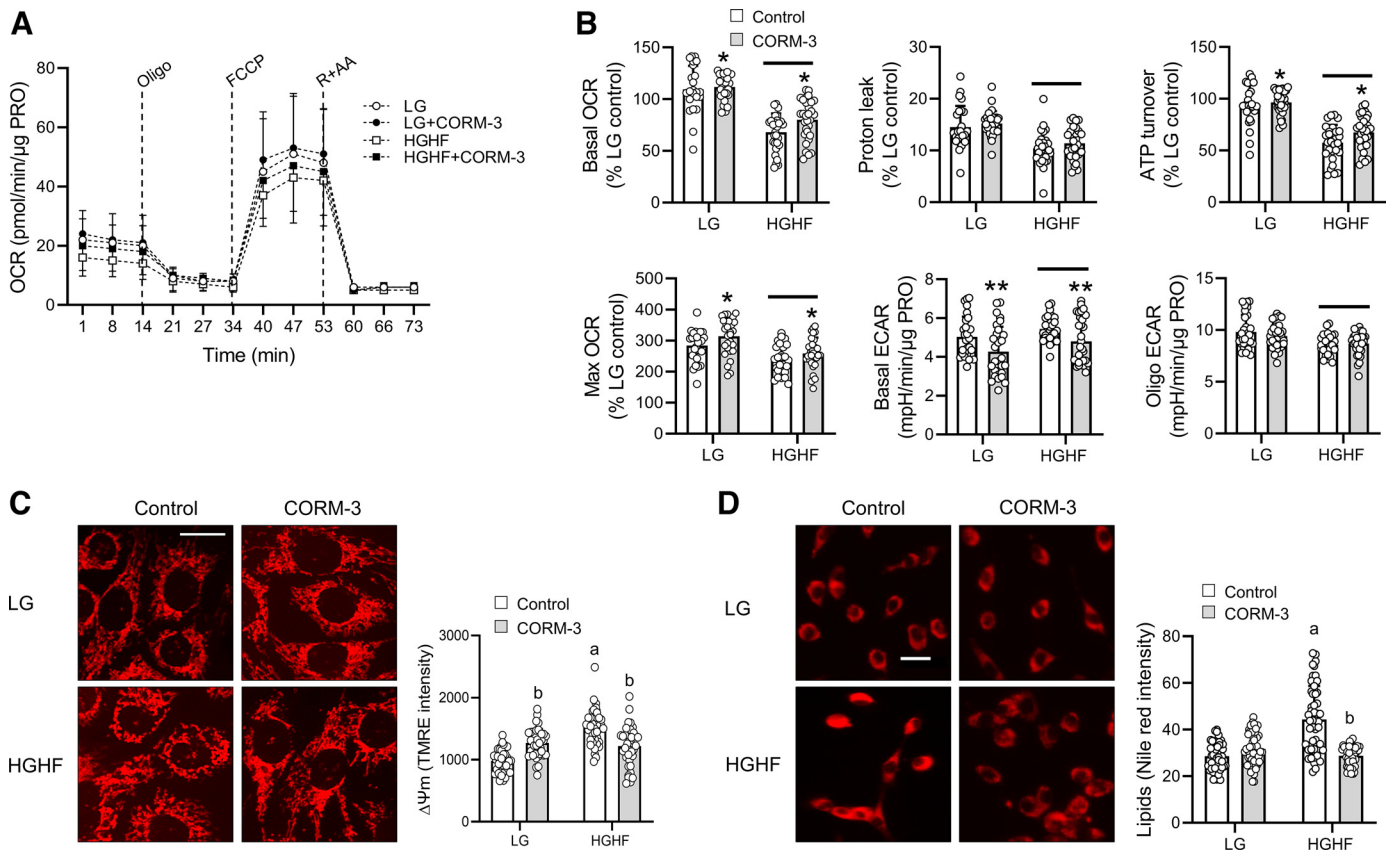 A
Oligo
FCCP
R+AA
80
60
40
20
0
OCR (pmol/min/µg PRO)
1 8 14 21 27 34 40 47 53 60 66 73
Time (min)
LG
LG+CORM-3
HGHF
HGHF+CORM-3
B
Control
CORM-3
Basal OCR
(% LG control)
150
100
50
0
*
*
LG HGHF
Proton leak
(% LG control)
30
20
10
0
LG HGHF
ATP turnover
(% LG control)
150
100
50
0
*
*
LG HGHF
Max OCR
(% LG control)
500
400
300
200
100
0
*
*
LG HGHF
Basal ECAR
(mpH/min/µg PRO)
8
6
4
2
0
**
**
LG HGHF
Oligo ECAR
(mpH/min/µg PRO)
15
10
5
0
LG HGHF
C
Control CORM-3
LG
HGHF
Control
CORM-3
ΔΨm (TMRE intensity)
3000
2000
1000
0
b
a
b
LG HGHF
D
Control CORM-3
LG
HGHF
Control
CORM-3
Lipids (Nile red intensity)
80
60
40
20
0
a
b
LG HGHF